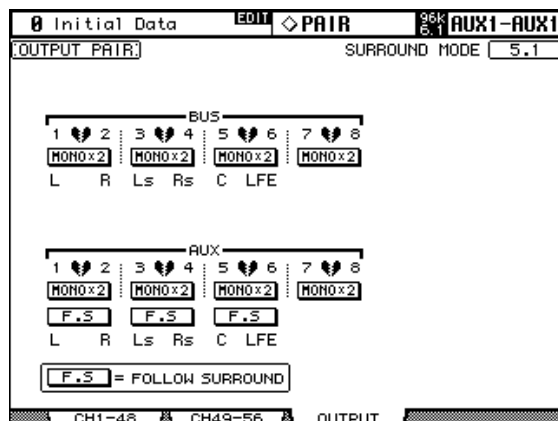 0 Initial Data EDIT ◇PAIR 96k 6.1 AUX1-AUX1
OUTPUT PAIR SURROUND MODE 5.1
BUS
1 2 3 4 5 6 7 8
MONO×2 MONO×2 MONO×2 MONO×2
L R Ls Rs C LFE
AUX
1 2 3 4 5 6 7 8
MONO×2 MONO×2 MONO×2 MONO×2
F.S F.S F.S
L R Ls Rs C LFE
F.S = FOLLOW SURROUND
CH1-48 CH49-56 OUTPUT